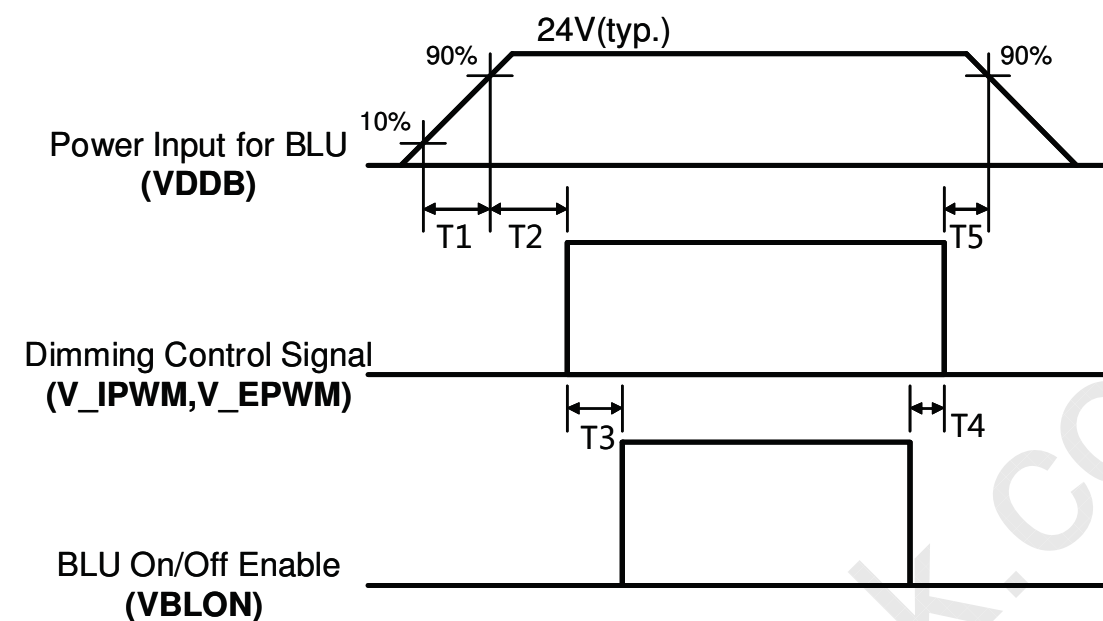 24V(typ.)
90%
90%
10%
Power Input for BLU
(VDDB)
T1
T2
T5
Dimming Control Signal
(V_IPWM,V_EPWM)
T3
T4
BLU On/Off Enable
(VBLON)
k.co